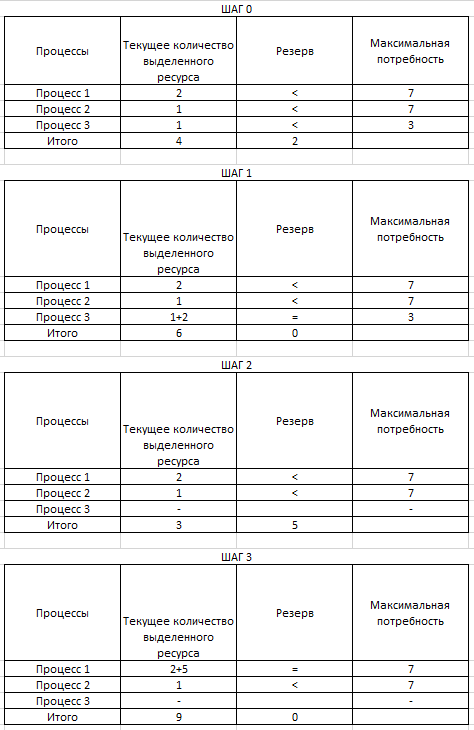 ШАГ 0
Процессы Текущее количество выделенного ресурса Резерв Максимальная потребность
Процесс 1 2 < 7
Процесс 2 1 < 7
Процесс 3 1 < 3
Итого 4 2
ШАГ 1
Процессы Текущее количество выделенного ресурса Резерв Максимальная потребность
Процесс 1 2 < 7
Процесс 2 1 < 7
Процесс 3 1+2 = 3
Итого 6 0
ШАГ 2
Процессы Текущее количество выделенного ресурса Резерв Максимальная потребность
Процесс 1 2 < 7
Процесс 2 1 < 7
Процесс 3 - -
Итого 3 5
ШАГ 3
Процессы Текущее количество выделенного ресурса Резерв Максимальная потребность
Процесс 1 2+5 = 7
Процесс 2 1 < 7
Процесс 3 - -
Итого 9 0